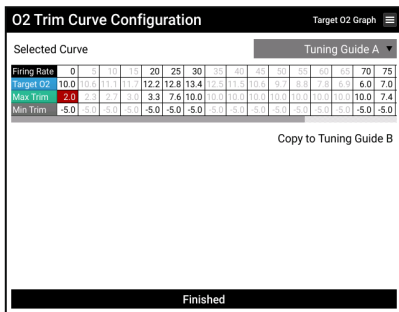 O2 Trim Curve Configuration Target O2 Graph
Selected Curve Tuning Guide A
Firing Rate 0 5 10 15 20 25 30 35 40 45 50 55 60 65 70 75
Target O2 10.0 10.6 11.1 11.7 12.2 12.8 13.4 12.5 11.5 10.6 9.7 8.8 7.8 6.9 6.0 7.0
Max Trim 2.0 2.3 2.7 3.0 3.3 7.6 10.0 10.0 10.0 10.0 10.0 10.0 10.0 10.0 10.0 7.4
Min Trim -5.0 -5.0 -5.0 -5.0 -5.0 -5.0 -5.0 -5.0 -5.0 -5.0 -5.0 -5.0 -5.0 -5.0 -5.0 -5.0
Copy to Tuning Guide B
Finished